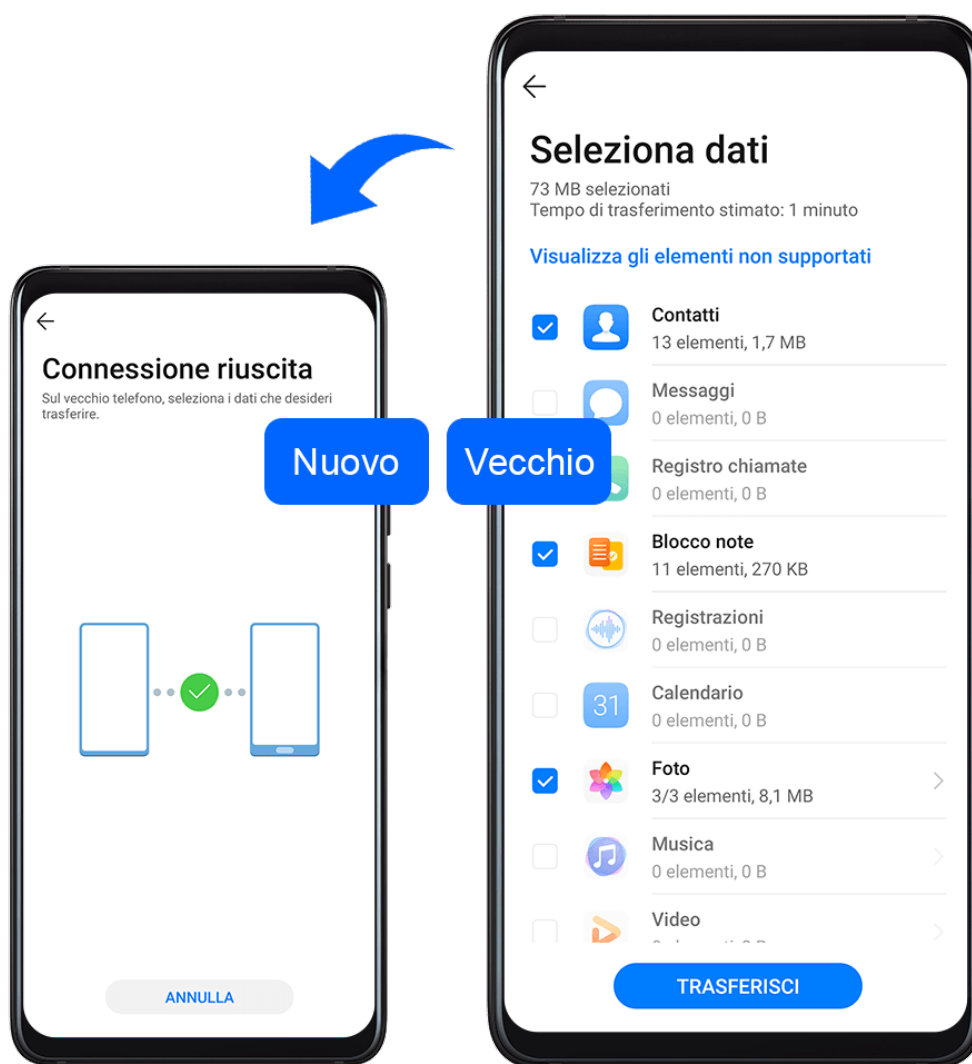 Connessione riuscita
Sul vecchio telefono, seleziona i dati che desideri
trasferire.
Nuovo
ANNULLA
Vecchio
Seleziona dati
73 MB selezionati
Tempo di trasferimento stimato: 1 minuto
Visualizza gli elementi non supportati
Contatti
13 elementi, 1,7 MB
Messaggi
0 elementi, 0 B
Registro chiamate
0 elementi, 0 B
Blocco note
11 elementi, 270 KB
Registrazioni
0 elementi, 0 B
31
Calendario
0 elementi, 0 B
Foto
3/3 elementi, 8,1 MB
Musica
0 elementi, 0 B
Video
TRASFERISCI